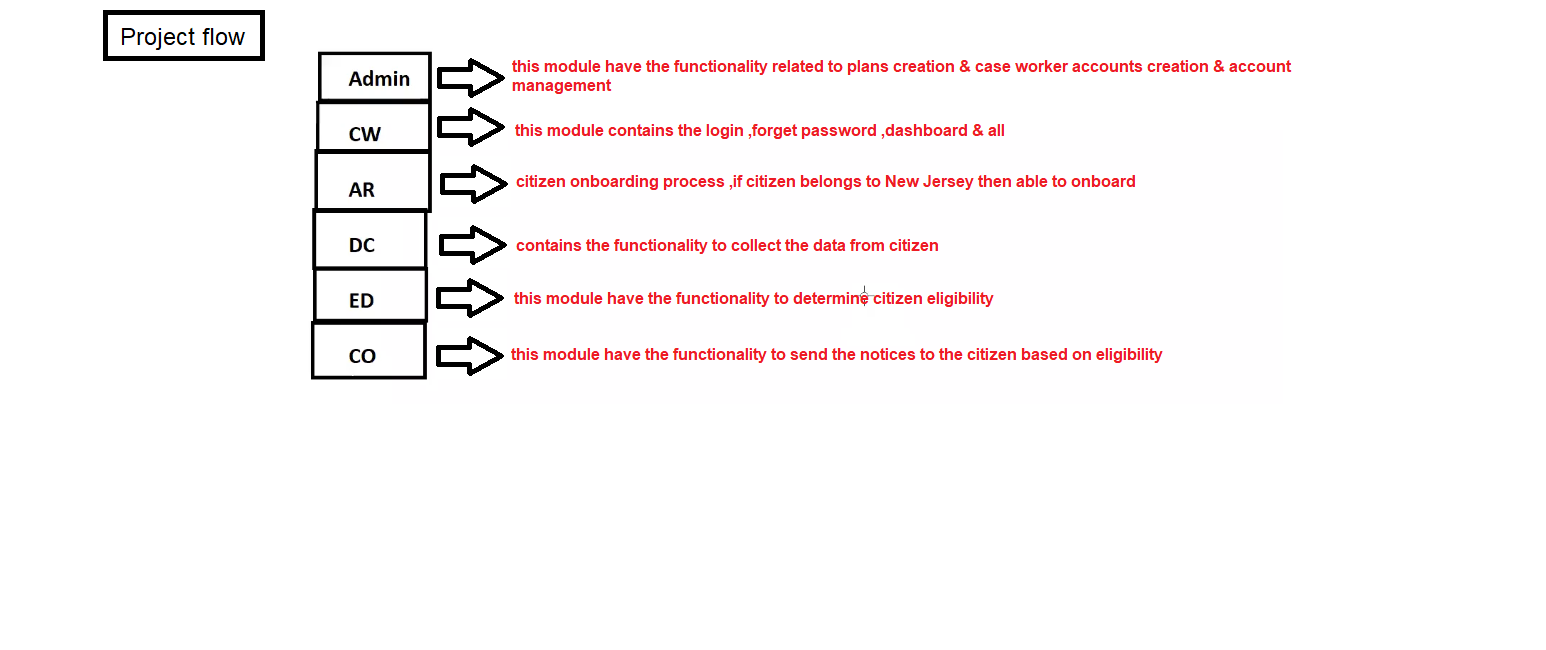 Project flow
Admin
this module have the functionality related to plans creation & case worker accounts creation & account
management
CW
this module contains the login ,forget password ,dashboard & all
AR
citizen onboarding process ,if citizen belongs to New Jersey then able to onboard
DC
contains the functionality to collect the data from citizen
ED
this module have the functionality to determine citizen eligibility
CO
this module have the functionality to send the notices to the citizen based on eligibility